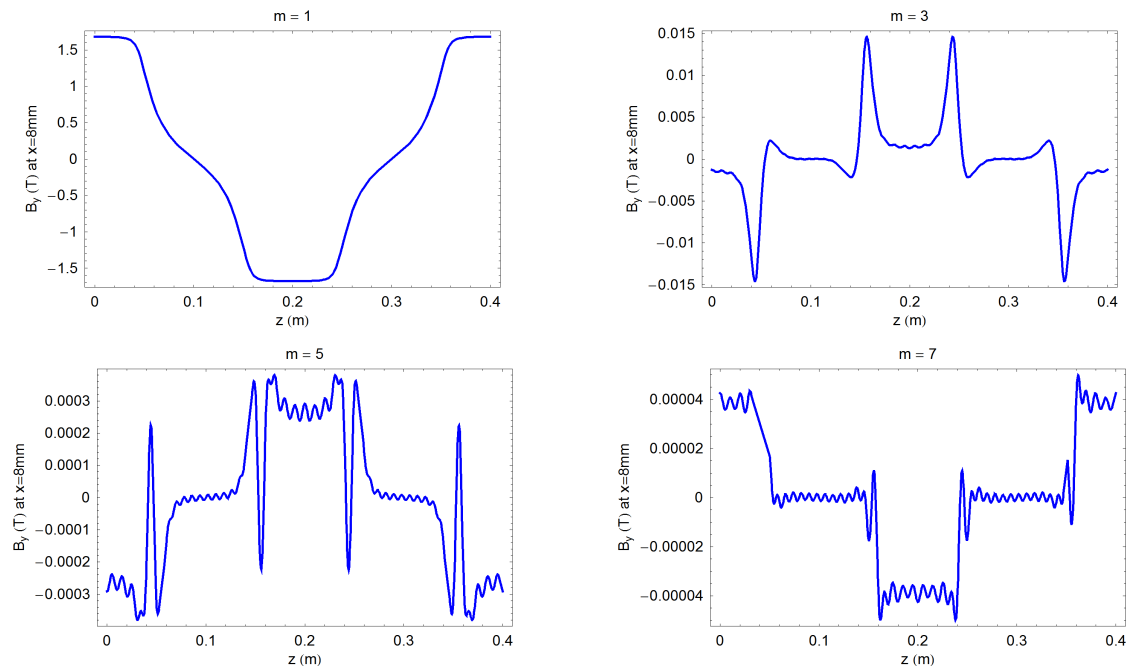 m = 1
1.5
1
0.5
0
−0.5
−1
−1.5
B_y (T) at x=8mm
0 0.1 0.2 0.3 0.4
z (m)
m = 3
0.015
0.01
0.005
0
−0.005
−0.01
−0.015
B_y (T) at x=8mm
0 0.1 0.2 0.3 0.4
z (m)
m = 5
0.0003
0.0002
0.0001
0
−0.0001
−0.0002
−0.0003
B_y (T) at x=8mm
0 0.1 0.2 0.3 0.4
z (m)
m = 7
0.00004
0.00002
0
−0.00002
−0.00004
B_y (T) at x=8mm
0 0.1 0.2 0.3 0.4
z (m)